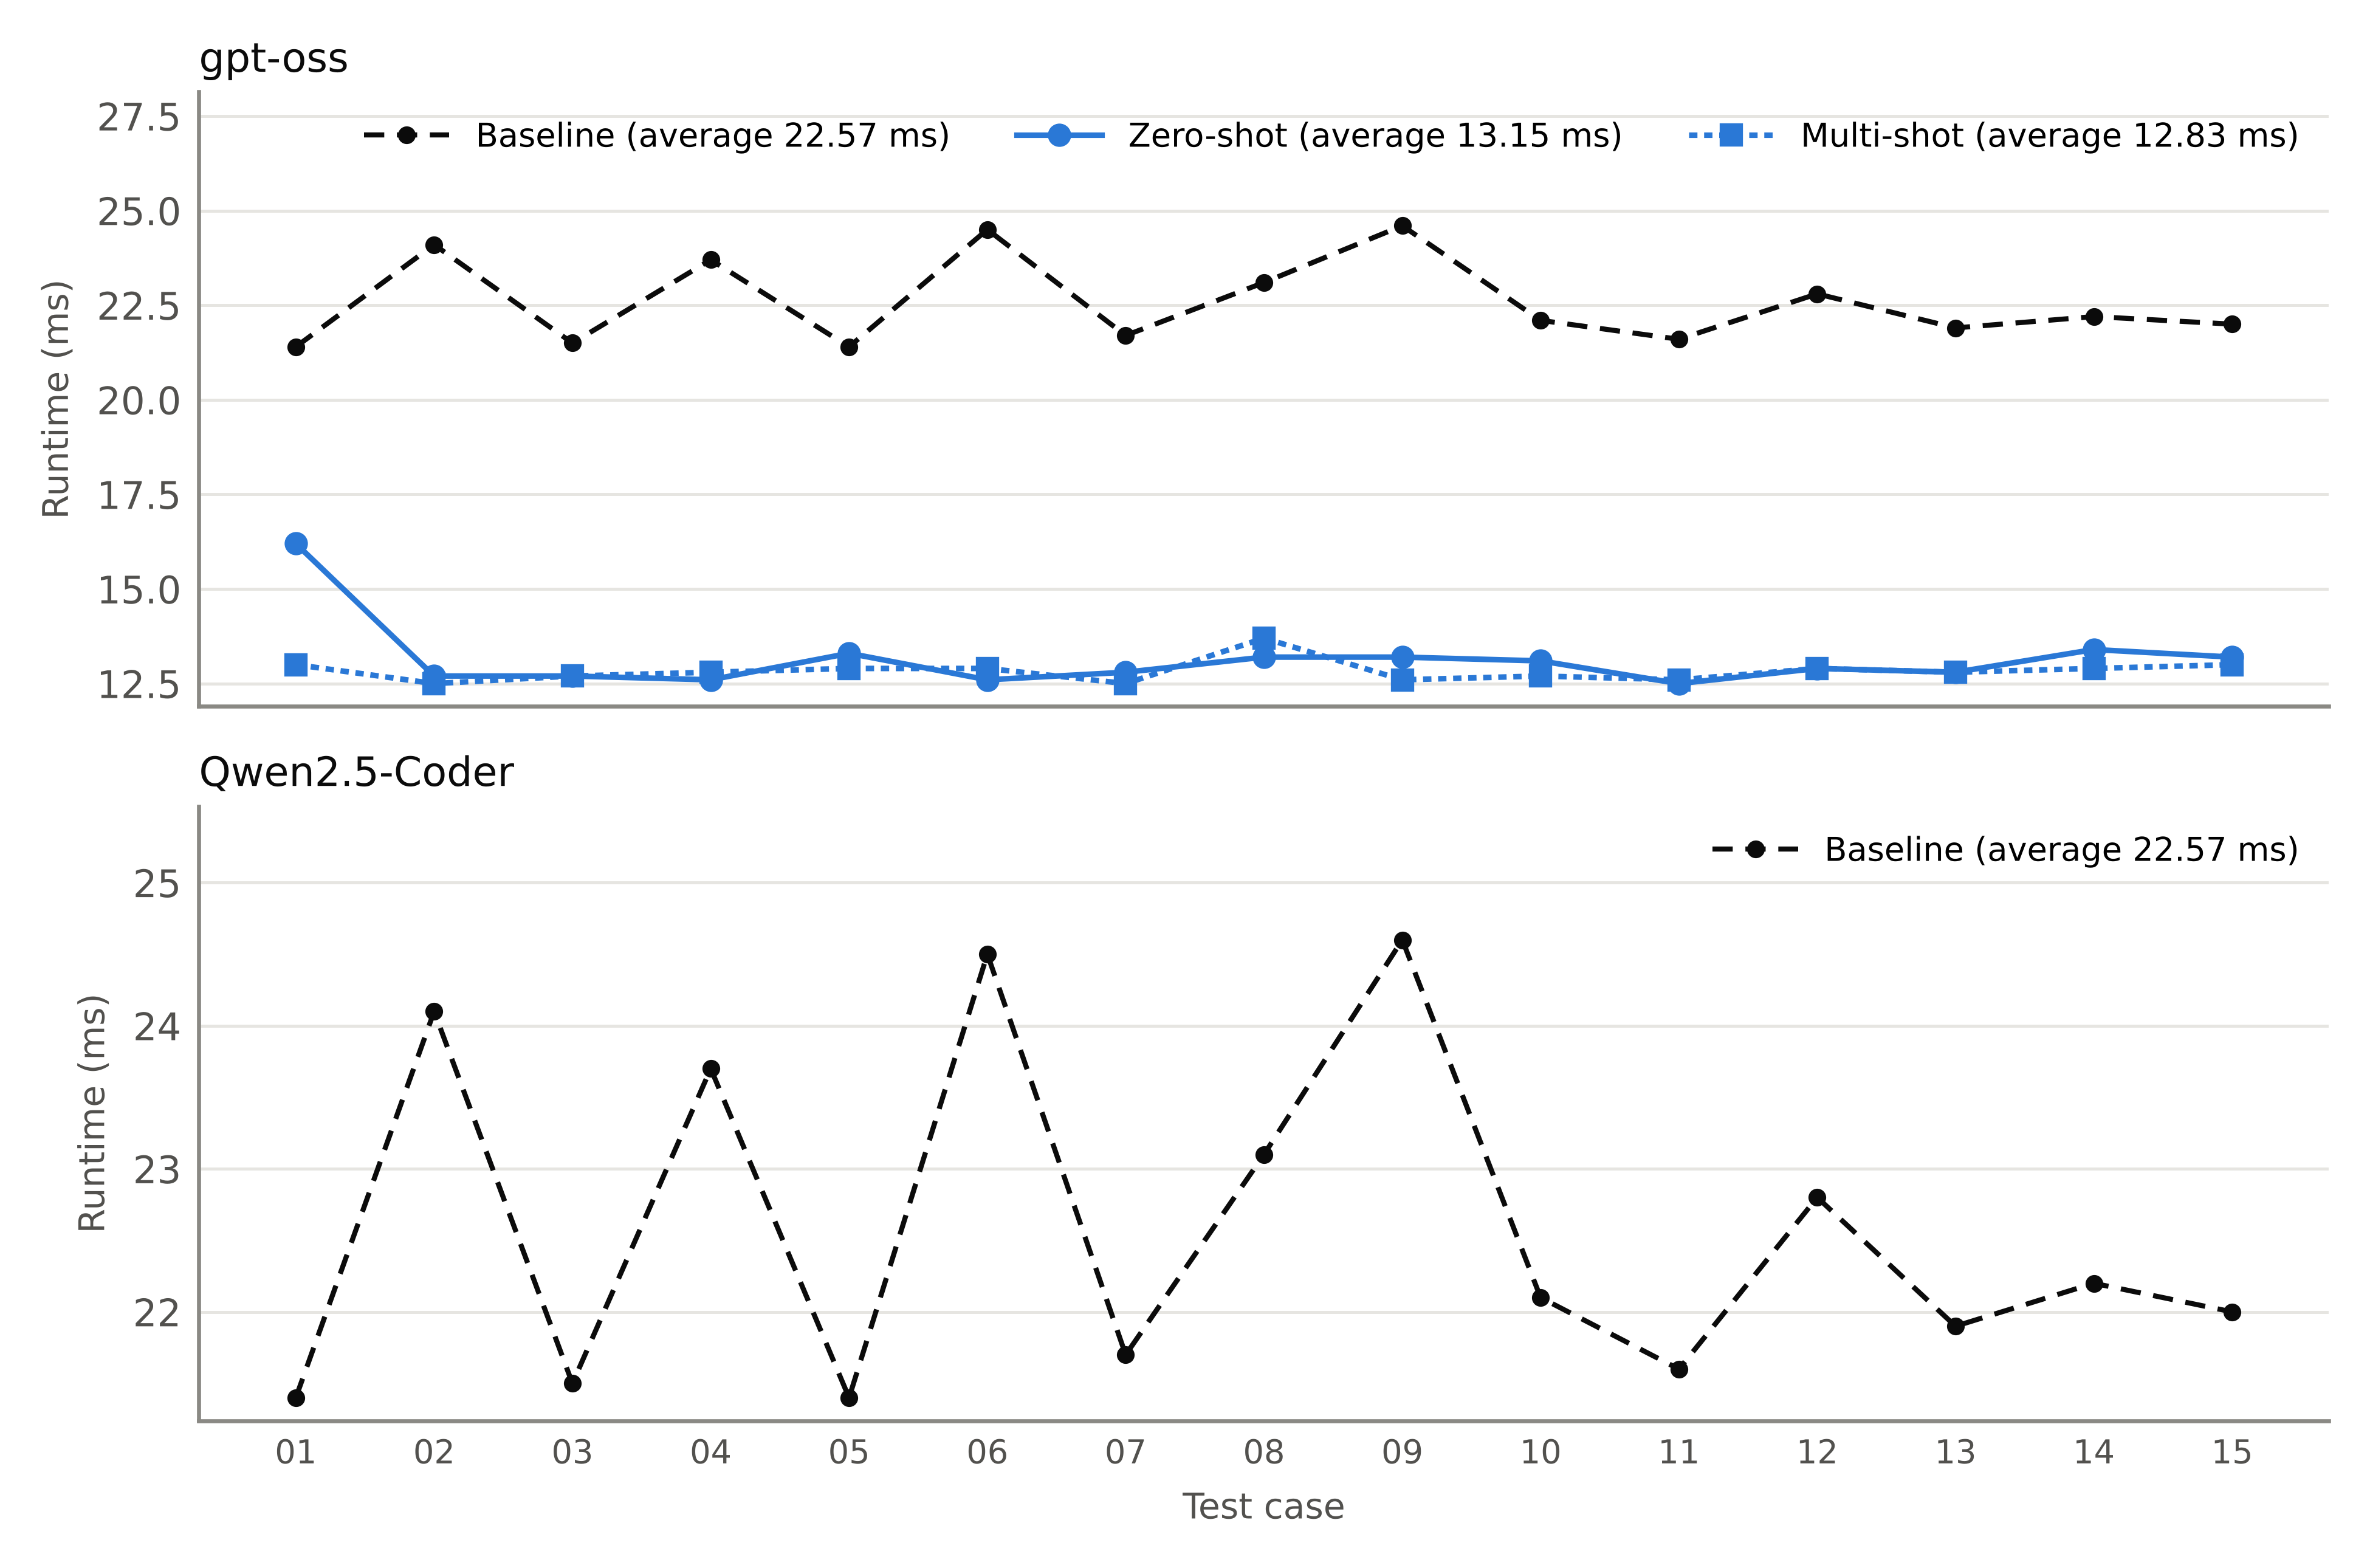 gpt-oss
27.5
Baseline (average 22.57 ms)
Zero-shot (average 13.15 ms)
Multi-shot (average 12.83 ms)
25.0
22.5
20.0
17.5
15.0
12.5
Runtime (ms)
Qwen2.5-Coder
Baseline (average 22.57 ms)
25
24
23
22
Runtime (ms)
01 02 03 04 05 06 07 08 09 10 11 12 13 14 15
Test case